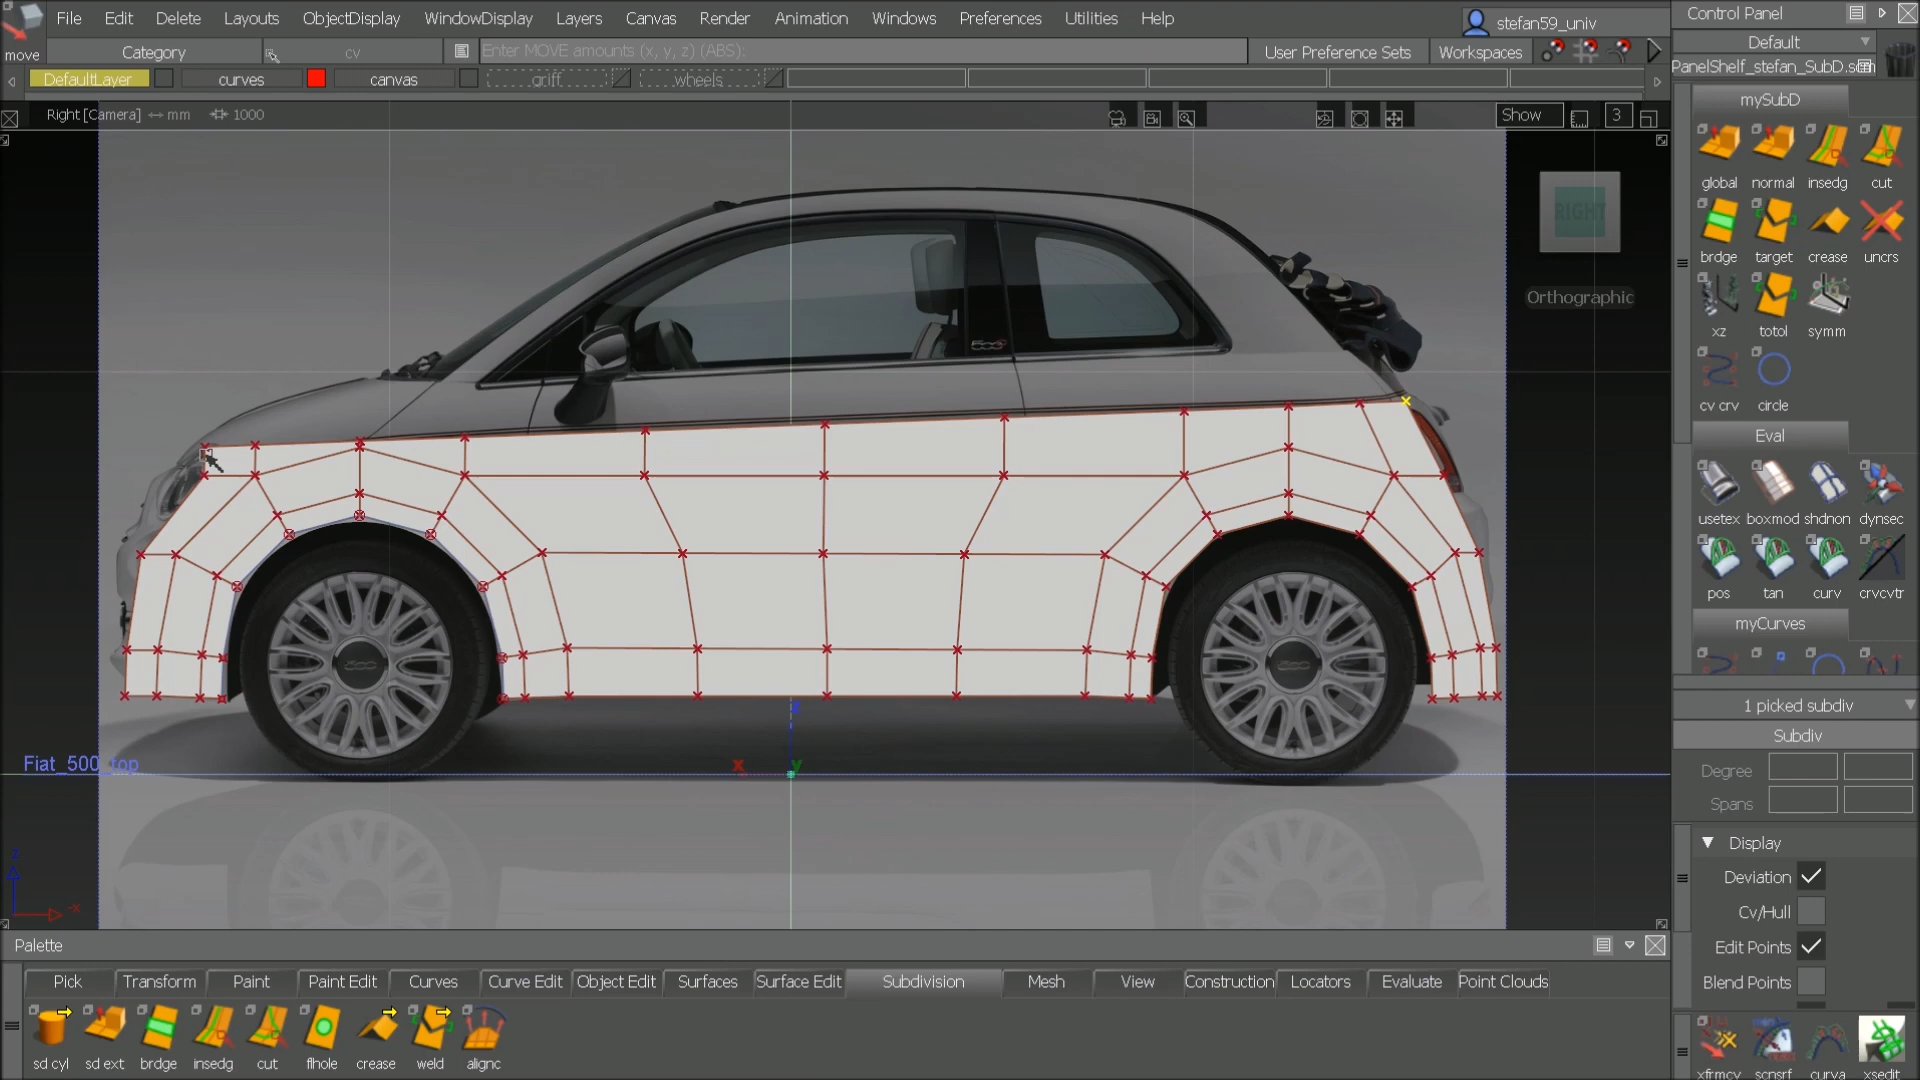 File Edit Delete Layouts ObjectDisplay WindowDisplay Layers Canvas Render Animation Windows Preferences Utilities Help
stefan59_univ
Control Panel
move
Category
cv
Enter MOVE amounts (x, y, z) (ABS):
User Preference Sets
Workspaces
Default
PanelShelf_stefan_SubD.scm
DefaultLayer
curves
canvas
griff
wheels
Right [Camera] mm 1000
Show
3
RIGHT
Orthographic
mySubD
global normal insedg cut
brdge target crease uncrs
xz totol symm
cv crv circle
Eval
usetex boxmod shdnon dynsec
pos tan curv crvcvtr
myCurves
1 picked subdiv
Subdiv
Degree
Spans
Display
Deviation
Cv/Hull
Edit Points
Blend Points
xfrmcv scnsrf curva xsedit
500
500
500
z
x
y
Fiat_500_top
z
-x
Palette
Pick Transform Paint Paint Edit Curves Curve Edit Object Edit Surfaces Surface Edit Subdivision Mesh View Construction Locators Evaluate Point Clouds
sd cyl sd ext brdge insedg cut flhole crease weld alignc